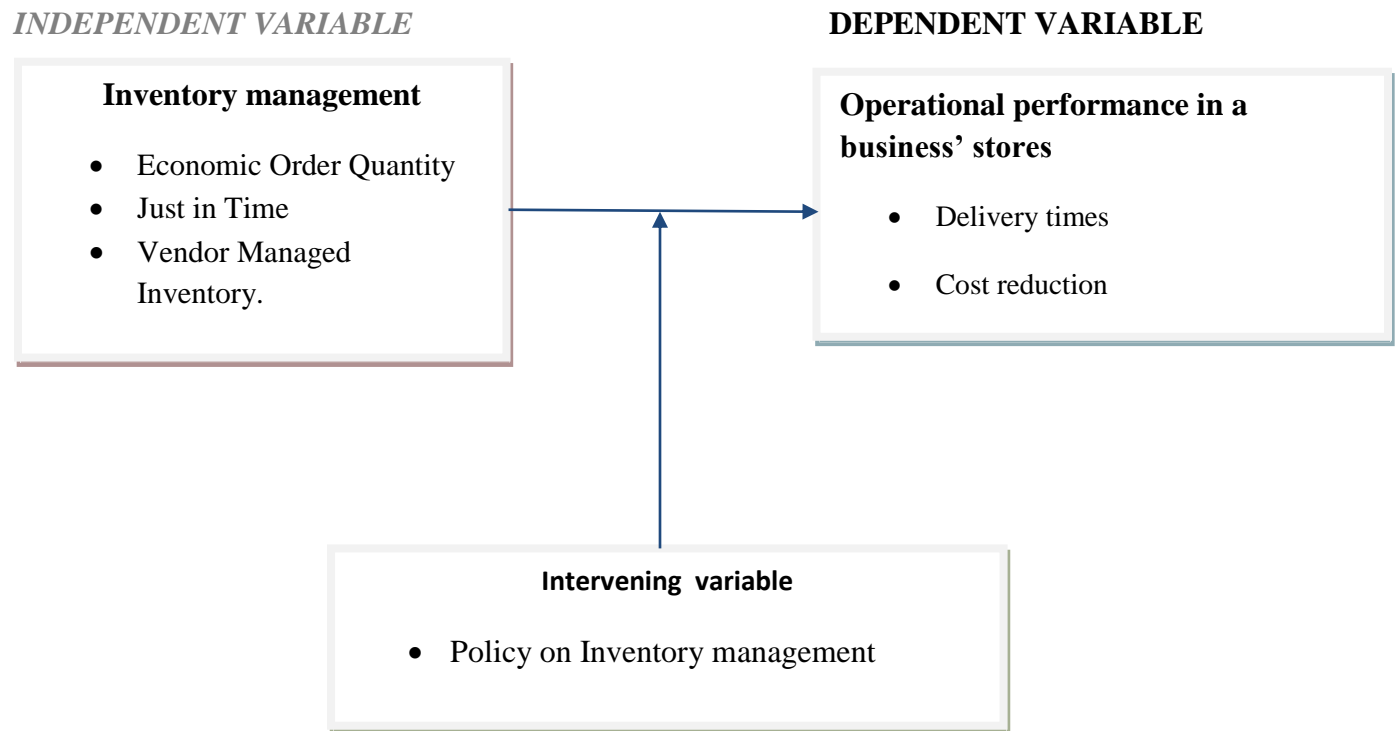 INDEPENDENT VARIABLE
DEPENDENT VARIABLE
Inventory management
• Economic Order Quantity
• Just in Time
• Vendor Managed
Inventory.
Operational performance in a
business’ stores
• Delivery times
• Cost reduction
Intervening variable
• Policy on Inventory management